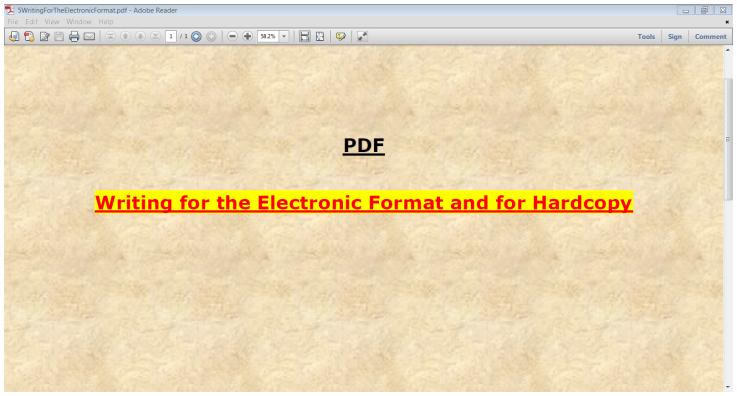 5WritingForTheElectronicFormat.pdf - Adobe Reader
File Edit View Window Help
1 / 1 58.2% Tools Sign Comment
PDF
Writing for the Electronic Format and for Hardcopy